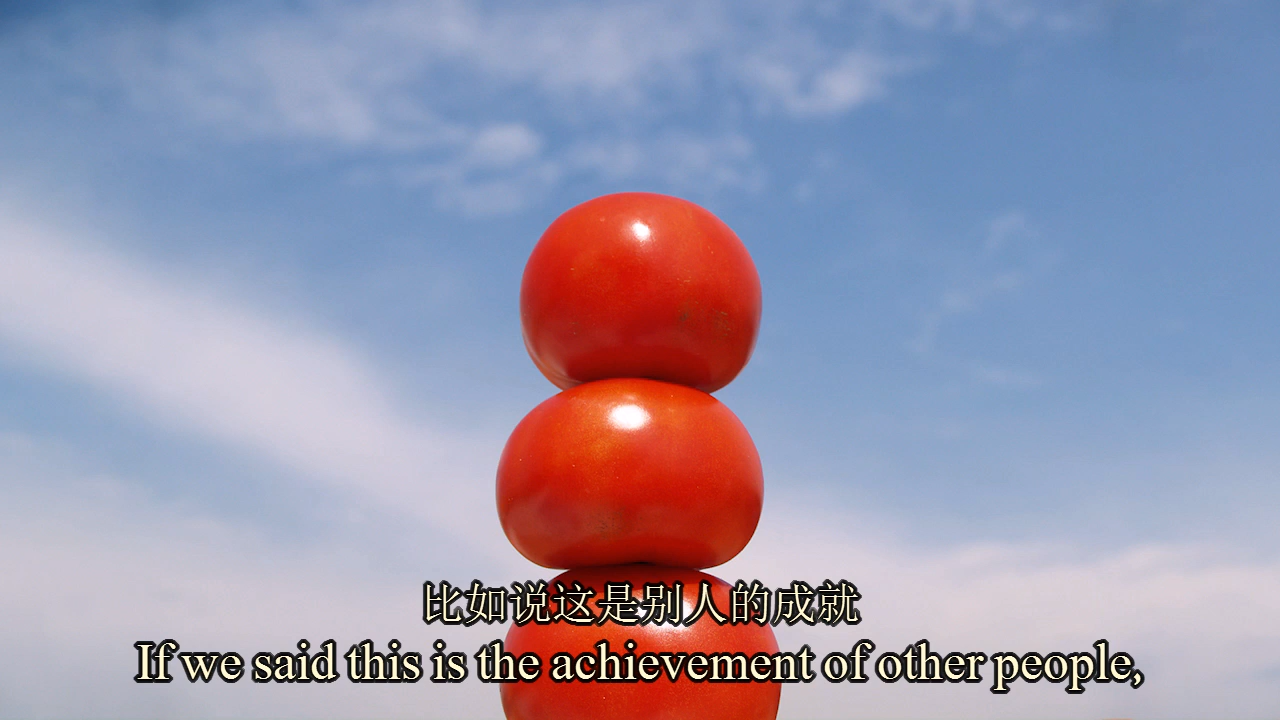 比如说这是别人的成就
If we said this is the achievement of other people,